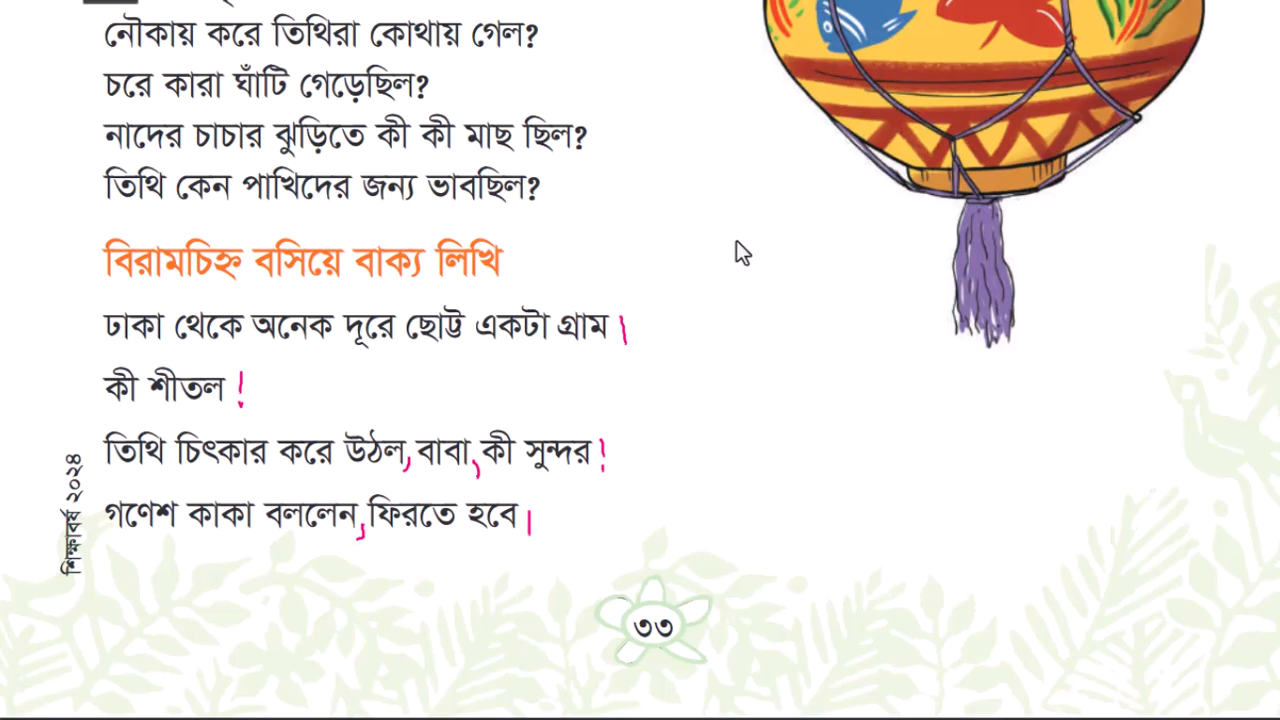 নৌকায় করে তিথিরা কোথায় গেল?
চরে কারা ঘাঁটি গেড়েছিল?
নাদের চাচার ঝুড়িতে কী কী মাছ ছিল?
তিথি কেন পাখিদের জন্য ভাবছিল?
বিরামচিহ্ন বসিয়ে বাক্য লিখি
ঢাকা থেকে অনেক দূরে ছোট্ট একটা গ্রাম।
কী শীতল!
তিথি চিৎকার করে উঠল, বাবা, কী সুন্দর!
গণেশ কাকা বললেন, ফিরতে হবে।
শিক্ষাবর্ষ ২০২৪
৩৩